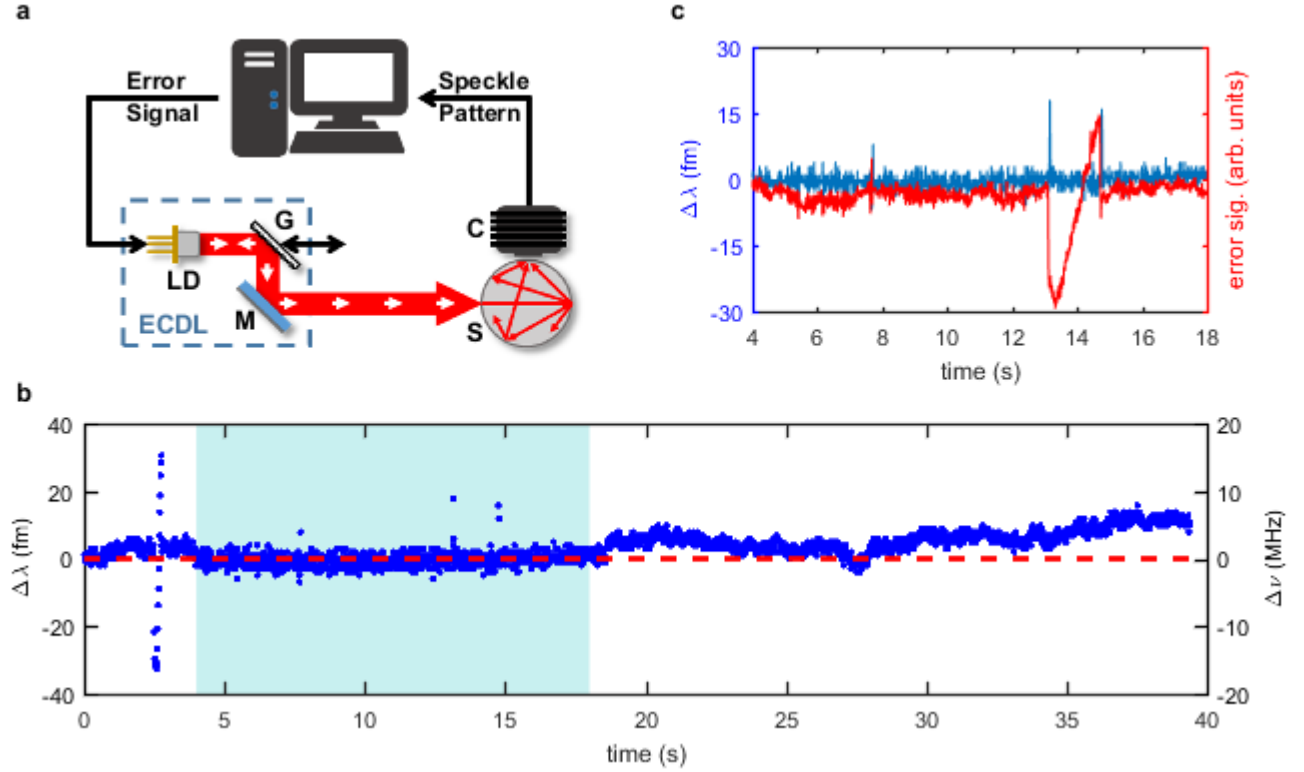 a
Error
Signal
Speckle
Pattern
G
C
LD
M
ECDL
S
c
30
15
0
-15
-30
Δλ (fm)
error sig. (arb. units)
4 6 8 10 12 14 16 18
time (s)
b
40
20
0
-20
-40
Δλ (fm)
20
10
0
-10
-20
Δν (MHz)
0 5 10 15 20 25 30 35 40
time (s)